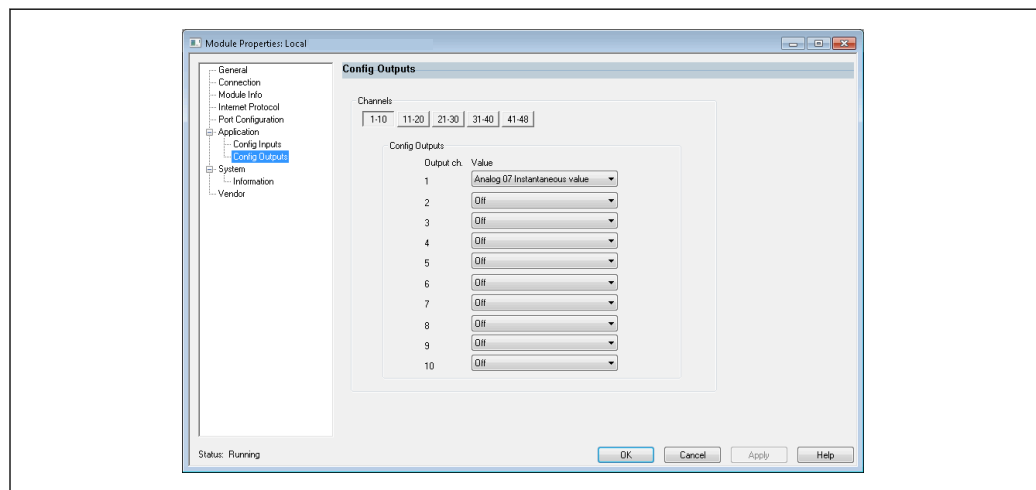 Module Properties: Local
General
Connection
Module Info
Internet Protocol
Port Configuration
Application
Config Inputs
Config Outputs
System
Information
Vendor
Config Outputs
Channels
1-10 11-20 21-30 31-40 41-48
Config Outputs
Output ch. Value
1 Analog 07 Instantaneous value
2 Off
3 Off
4 Off
5 Off
6 Off
7 Off
8 Off
9 Off
10 Off
Status: Running
OK Cancel Apply Help